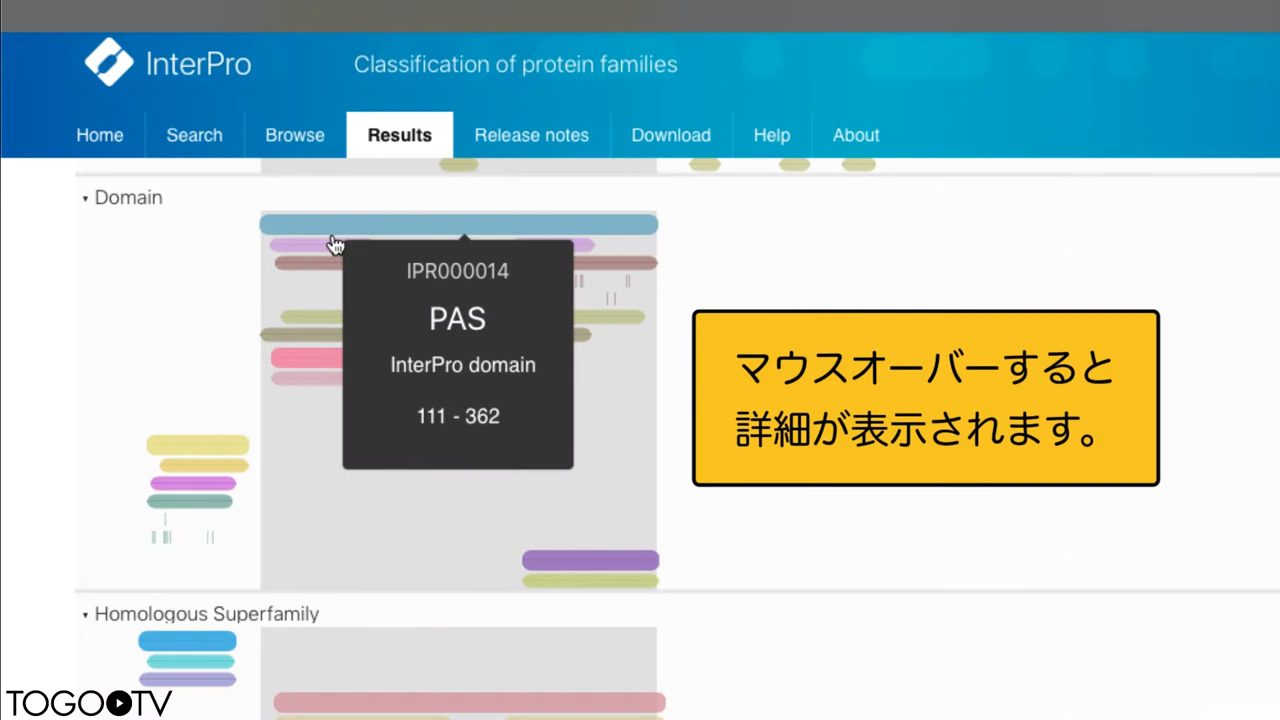 InterPro
Classification of protein families
Home
Search
Browse
Results
Release notes
Download
Help
About
▾ Domain
IPR000014
PAS
InterPro domain
111 - 362
マウスオーバーすると
詳細が表示されます。
▾ Homologous Superfamily
TOGOTV